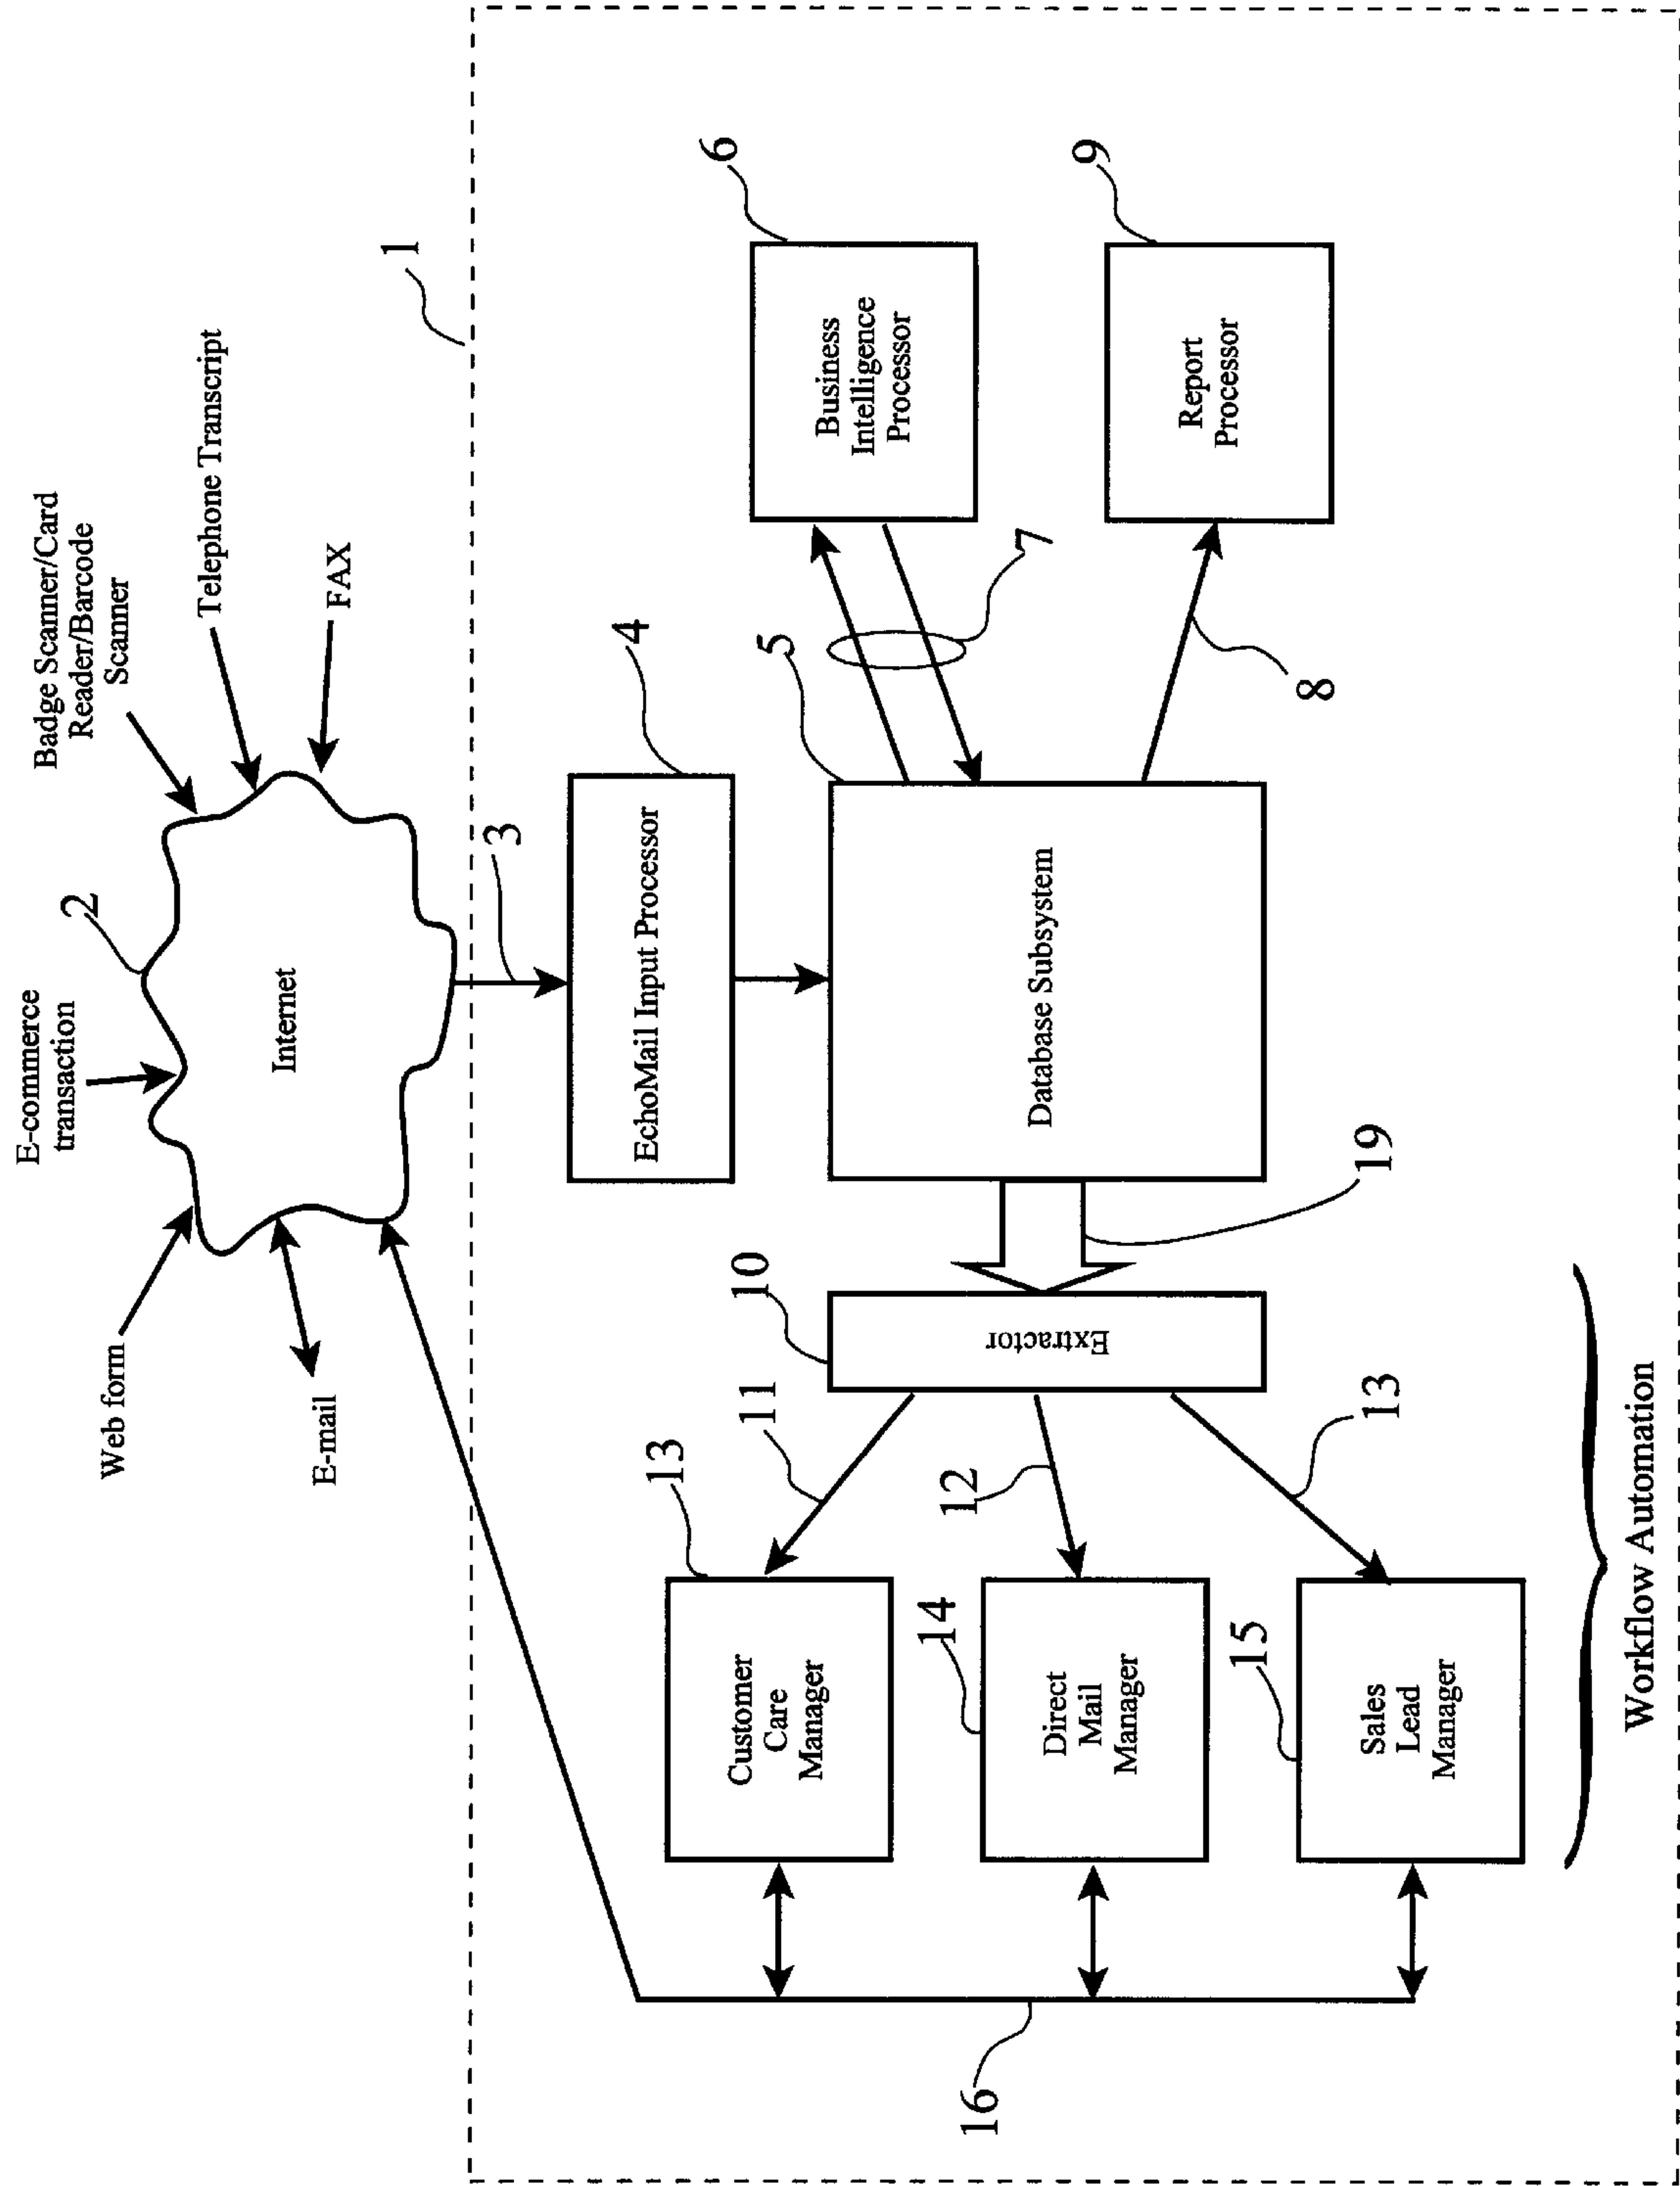 Web form
E-commerce
transaction
Badge Scanner/Card
Reader/Barcode
Scanner
Telephone Transcript
FAX
E-mail
2
Internet
1
3
4
EchoMail Input Processor
5
Database Subsystem
6
Business
Intelligence
Processor
7
8
9
Report
Processor
19
10
Extractor
11
12
13
13
Customer
Care
Manager
14
Direct
Mail
Manager
15
Sales
Lead
Manager
16
Workflow Automation